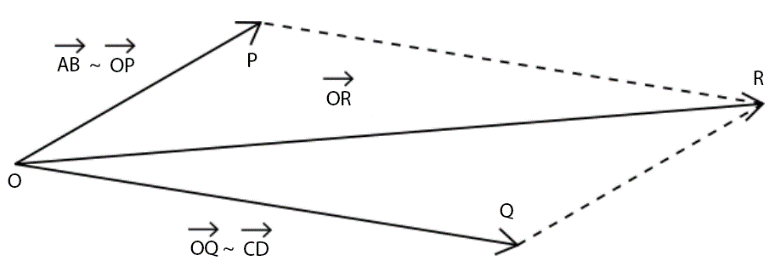 P
AB ~ OP
R
OR
O
Q
OQ ~ CD